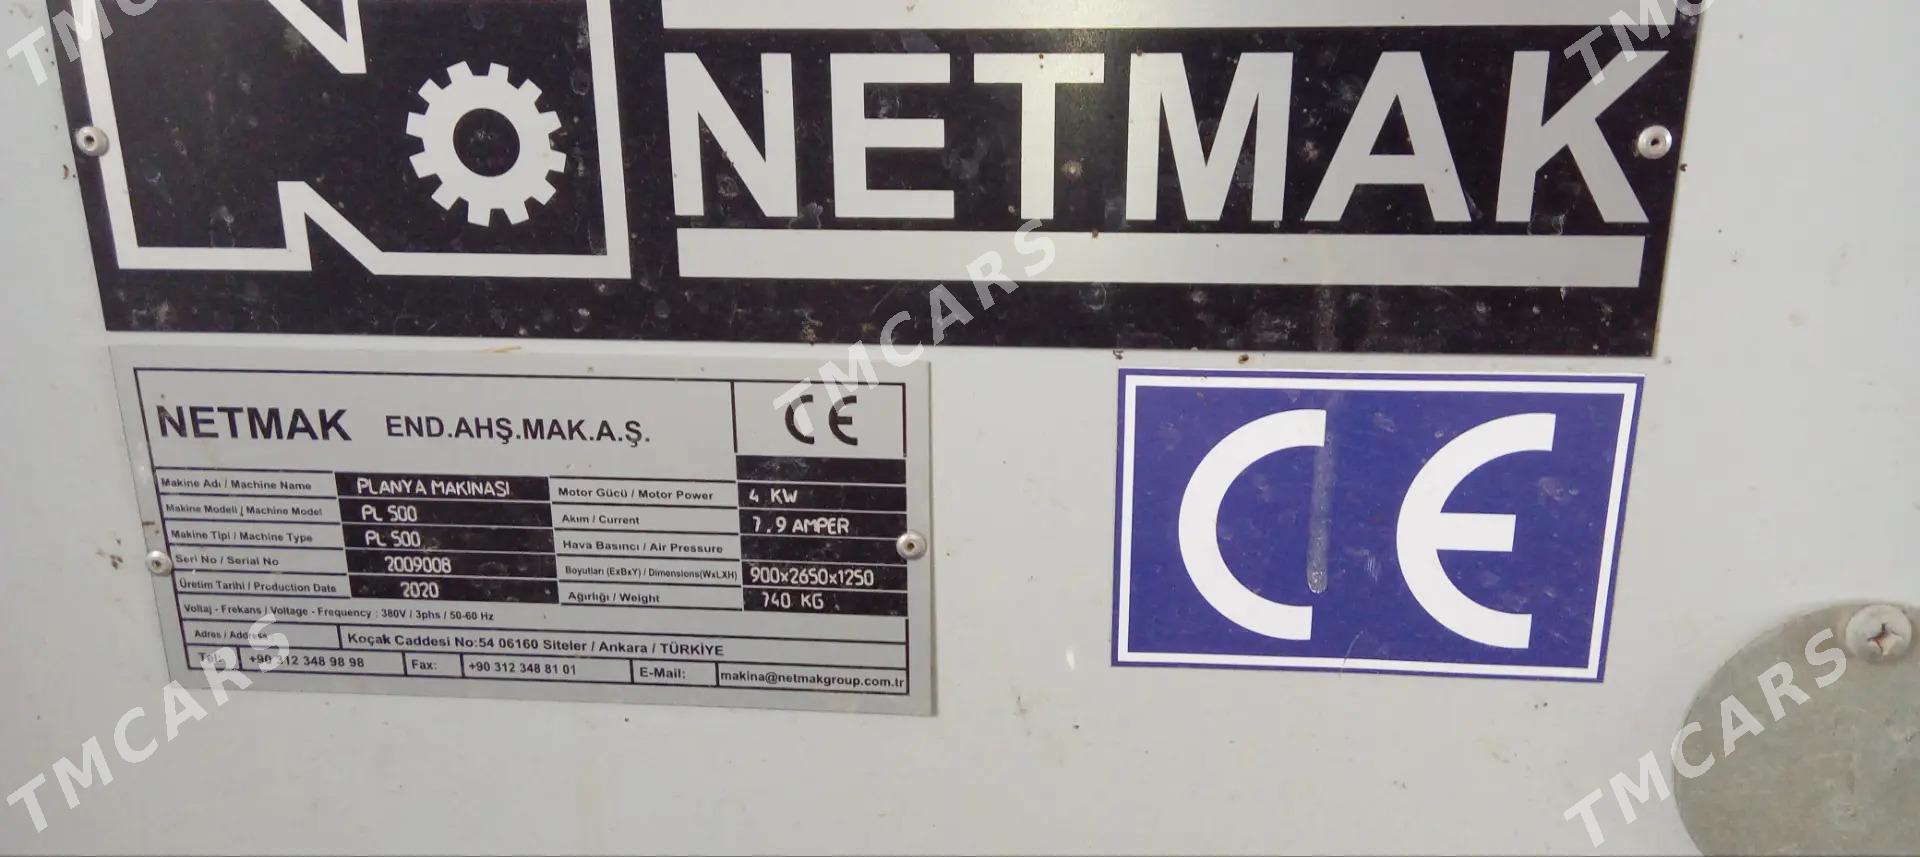 NETMAK
NETMAK END.AHŞ.MAK.A.Ş. CE
Makine Adı / Machine Name PLANYA MAKINASI Motor Gücü / Motor Power 4 KW
Makine Modeli / Machine Model PL 500 Akım / Current 7.9 AMPER
Makine Tipi / Machine Type PL 500 Hava Basıncı / Air Pressure
Seri No / Serial No 2009008 Boyutları (ExBxY) / Dimensions(WxLXH) 900x2650x1250
Üretim Tarihi / Production Date 2020 Ağırlığı / Weight 740 KG
Voltaj - Frekans / Voltage - Frequency : 380V / 3phs / 50-60 Hz
Adres / Address Koçak Caddesi No:54 06160 Siteler / Ankara / TÜRKİYE
Tel: +90 312 348 98 98 Fax: +90 312 348 81 01 E-Mail: makina@netmakgroup.com.tr
CE
TMCARS
TMCARS
TMCARS
TMCARS
TMCARS